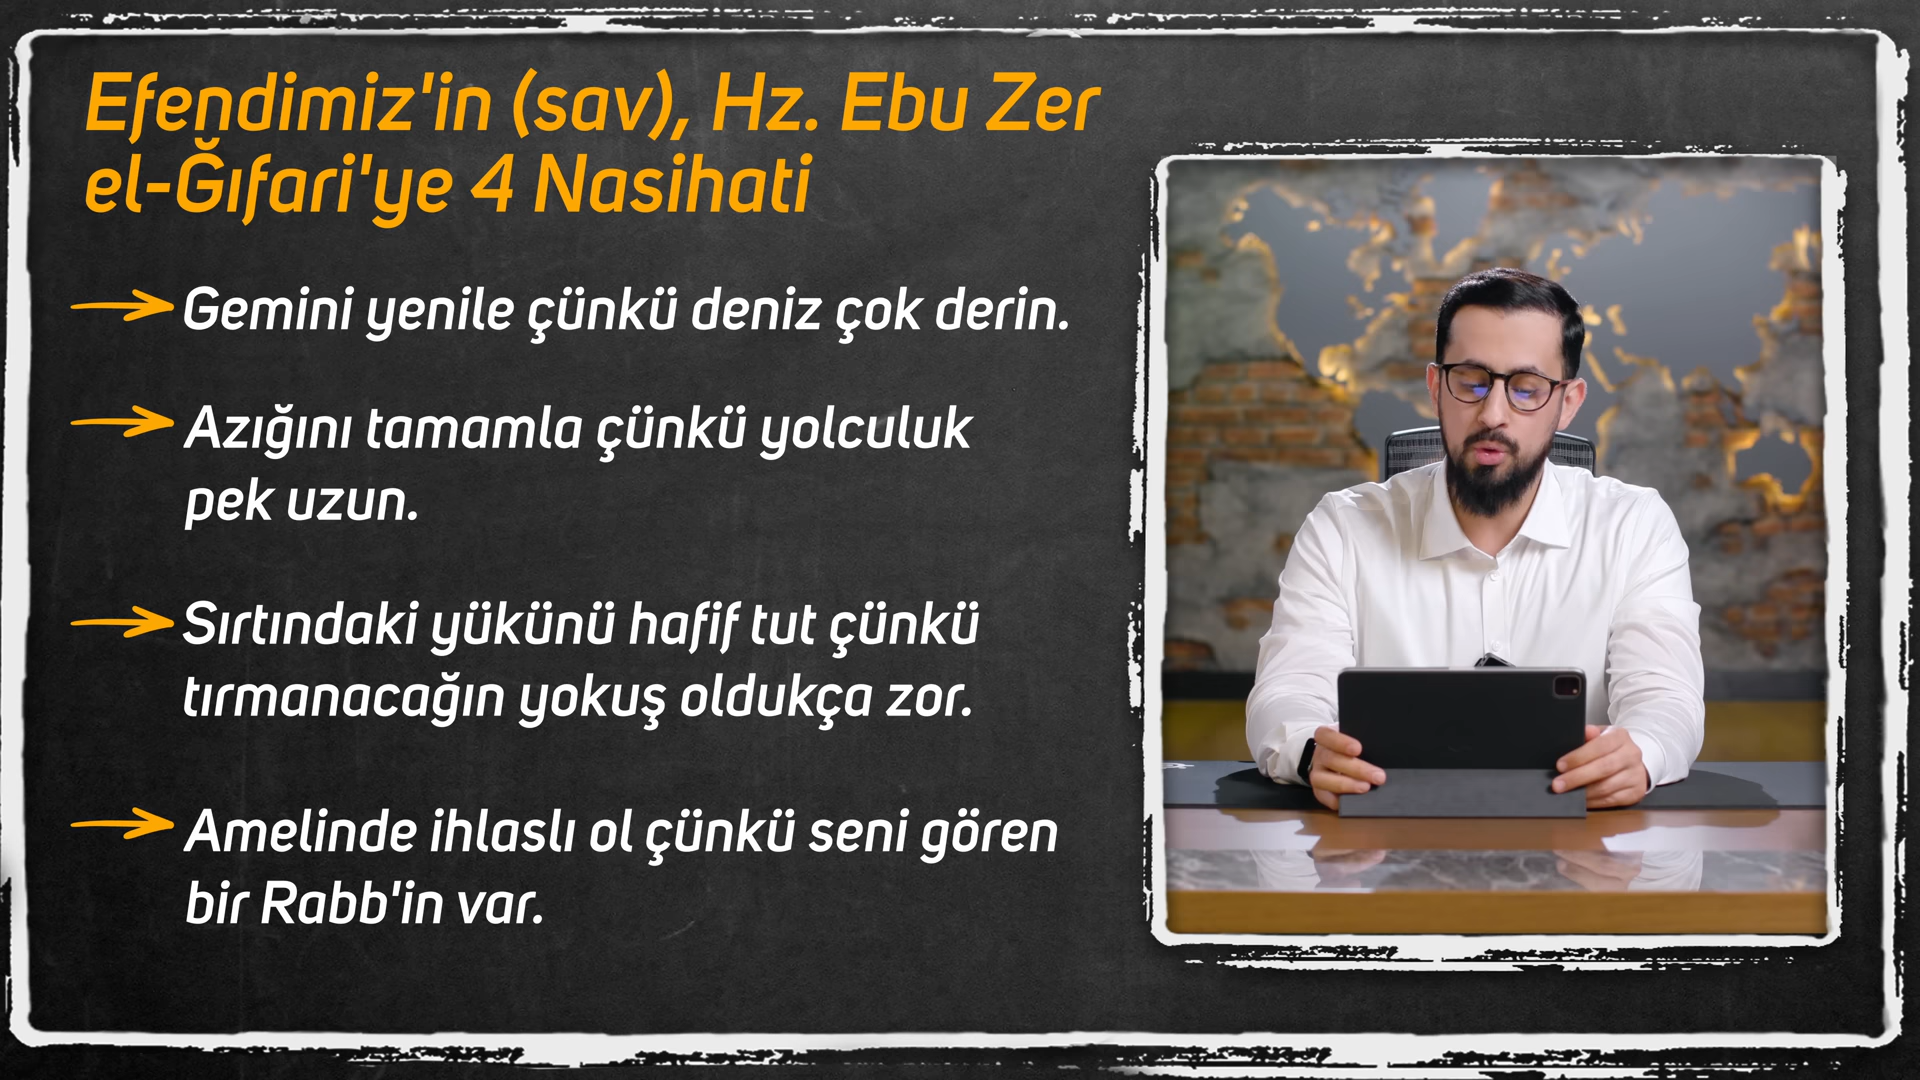 Efendimiz'in (sav), Hz. Ebu Zer
el-Ğıfari'ye 4 Nasihati
Gemini yenile çünkü deniz çok derin.
Azığını tamamla çünkü yolculuk
pek uzun.
Sırtındaki yükünü hafif tut çünkü
tırmanacağın yokuş oldukça zor.
Amelinde ihlaslı ol çünkü seni gören
bir Rabb'in var.